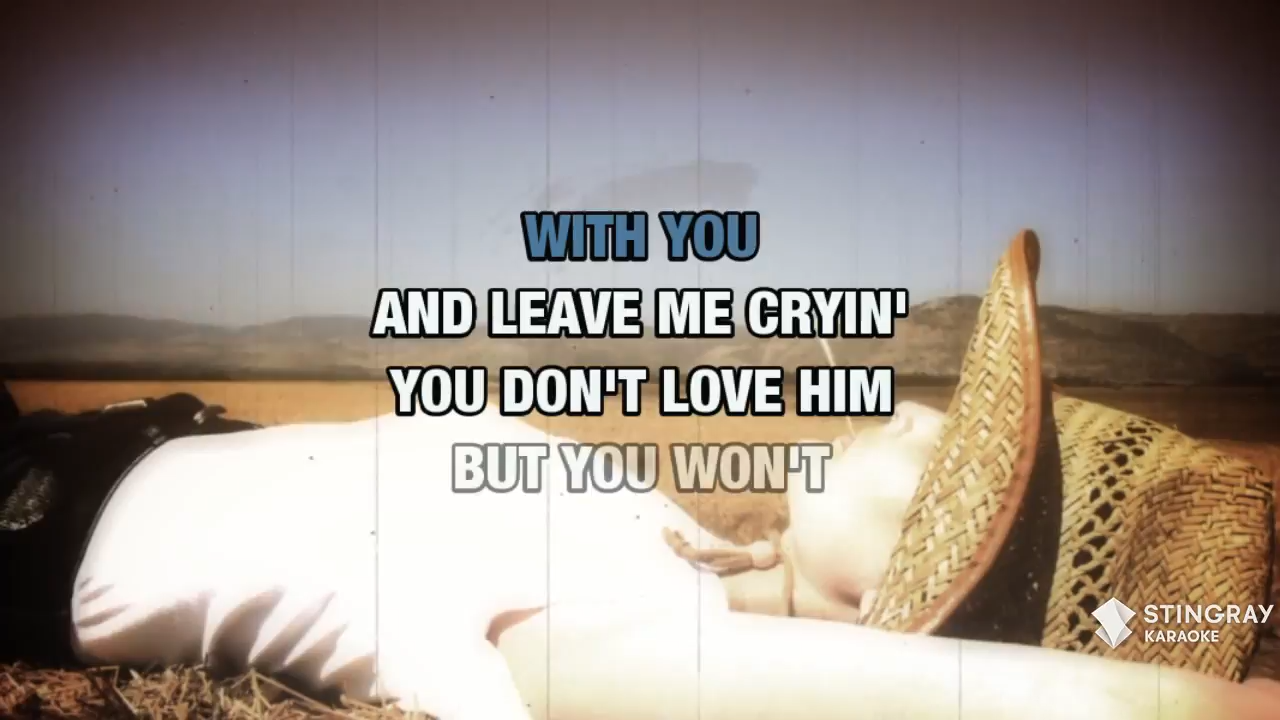 WITH YOU
AND LEAVE ME CRYIN'
YOU DON'T LOVE HIM
BUT YOU WON'T
STINGRAY
KARAOKE